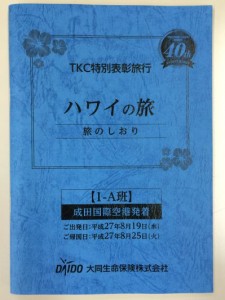 40th
TKC特別表彰旅行
ハワイの旅
旅のしおり
【1-A班】
成田国際空港発着
ご出発日:平成27年8月19日(水)
ご帰国日:平成27年8月25日(火)
DAIDO 大同生命保険株式会社